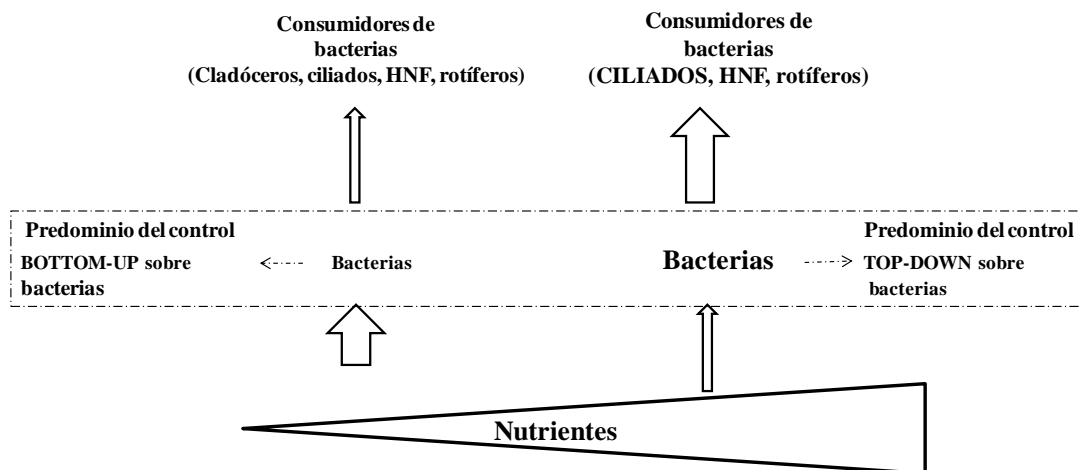 Consumidores de
bacterias
(Cladóceros, ciliados, HNF, rotíferos)
Consumidores de
bacterias
(CILIADOS, HNF, rotíferos)
Predominio del control
BOTTOM-UP sobre
bacterias
Bacterias
Bacterias
Predominio del control
TOP-DOWN sobre
bacterias
Nutrientes